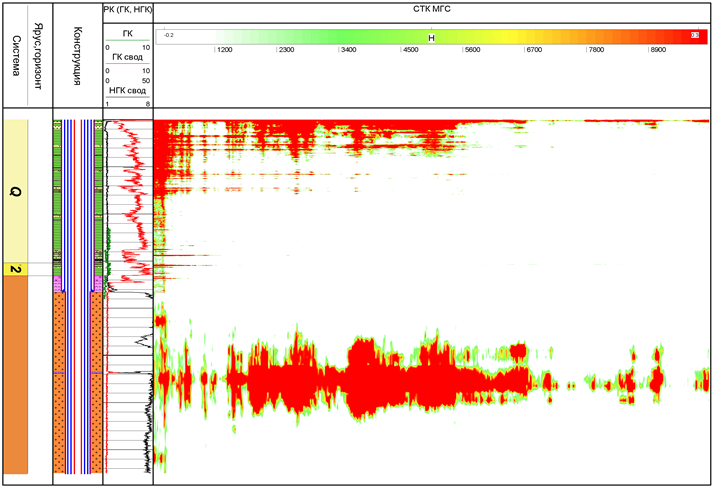 Система
Ярус,горизонт
Конструкция
РК (ГК, НГК)
ГК
0 10
ГК свод
0 10
0 50
НГК свод
1 8
СТК МГС
-0.2 H 0.3
1200 2300 3400 4500 5600 6700 7800 8900
Q
2